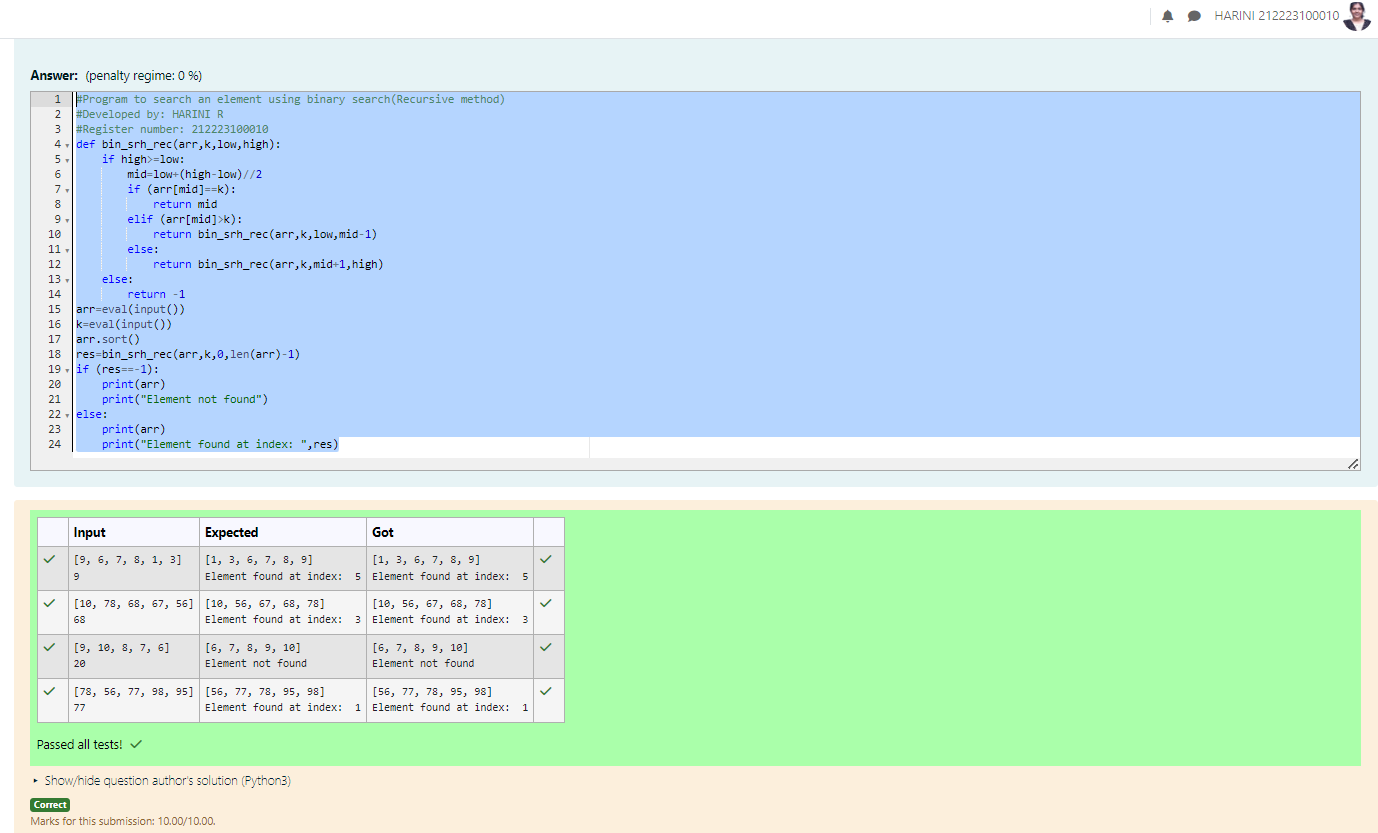 HARINI 212223100010
Answer: (penalty regime: 0 %)
1 #Program to search an element using binary search(Recursive method)
2 #Developed by: HARINI R
3 #Register number: 212223100010
4 def bin_srh_rec(arr,k,low,high):
5     if high>=low:
6         mid=low+(high-low)//2
7         if (arr[mid]==k):
8             return mid
9         elif (arr[mid]>k):
10             return bin_srh_rec(arr,k,low,mid-1)
11         else:
12             return bin_srh_rec(arr,k,mid+1,high)
13     else:
14         return -1
15 arr=eval(input())
16 k=eval(input())
17 arr.sort()
18 res=bin_srh_rec(arr,k,0,len(arr)-1)
19 if (res==-1):
20     print(arr)
21     print("Element not found")
22 else:
23     print(arr)
24     print("Element found at index: ",res)
Input Expected Got
[9, 6, 7, 8, 1, 3] [1, 3, 6, 7, 8, 9] [1, 3, 6, 7, 8, 9]
9 Element found at index:  5 Element found at index:  5
[10, 78, 68, 67, 56] [10, 56, 67, 68, 78] [10, 56, 67, 68, 78]
68 Element found at index:  3 Element found at index:  3
[9, 10, 8, 7, 6] [6, 7, 8, 9, 10] [6, 7, 8, 9, 10]
20 Element not found Element not found
[78, 56, 77, 98, 95] [56, 77, 78, 95, 98] [56, 77, 78, 95, 98]
77 Element found at index:  1 Element found at index:  1
Passed all tests!
Show/hide question author's solution (Python3)
Correct
Marks for this submission: 10.00/10.00.